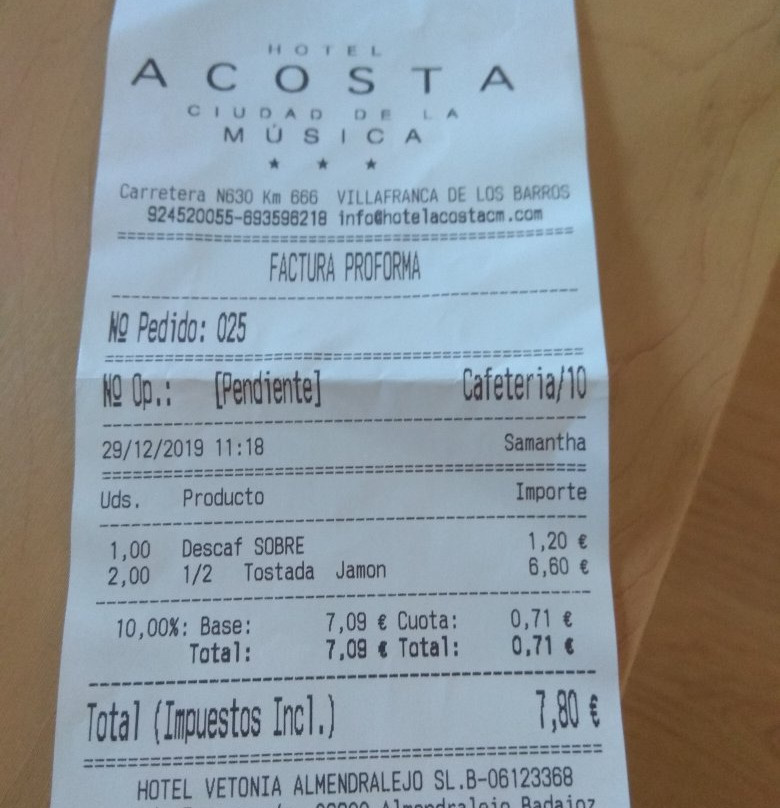 HOTEL
ACOSTA
CIUDAD DE LA
MÚSICA
★ ★ ★
Carretera N630 Km 666 VILLAFRANCA DE LOS BARROS
924520055-693596218 info@hotelacostacm.com
FACTURA PROFORMA
Nº Pedido: 025
Nº Op.: [Pendiente] Cafeteria/10
29/12/2019 11:18 Samantha
Uds. Producto Importe
1,00 Descaf SOBRE 1,20 €
2,00 1/2 Tostada Jamon 6,60 €
10,00%: Base: 7,09 € Cuota: 0,71 €
Total: 7,09 € Total: 0,71 €
Total (Impuestos Incl.) 7,80 €
HOTEL VETONIA ALMENDRALEJO SL.B-06123368
Almendralejo Badajoz